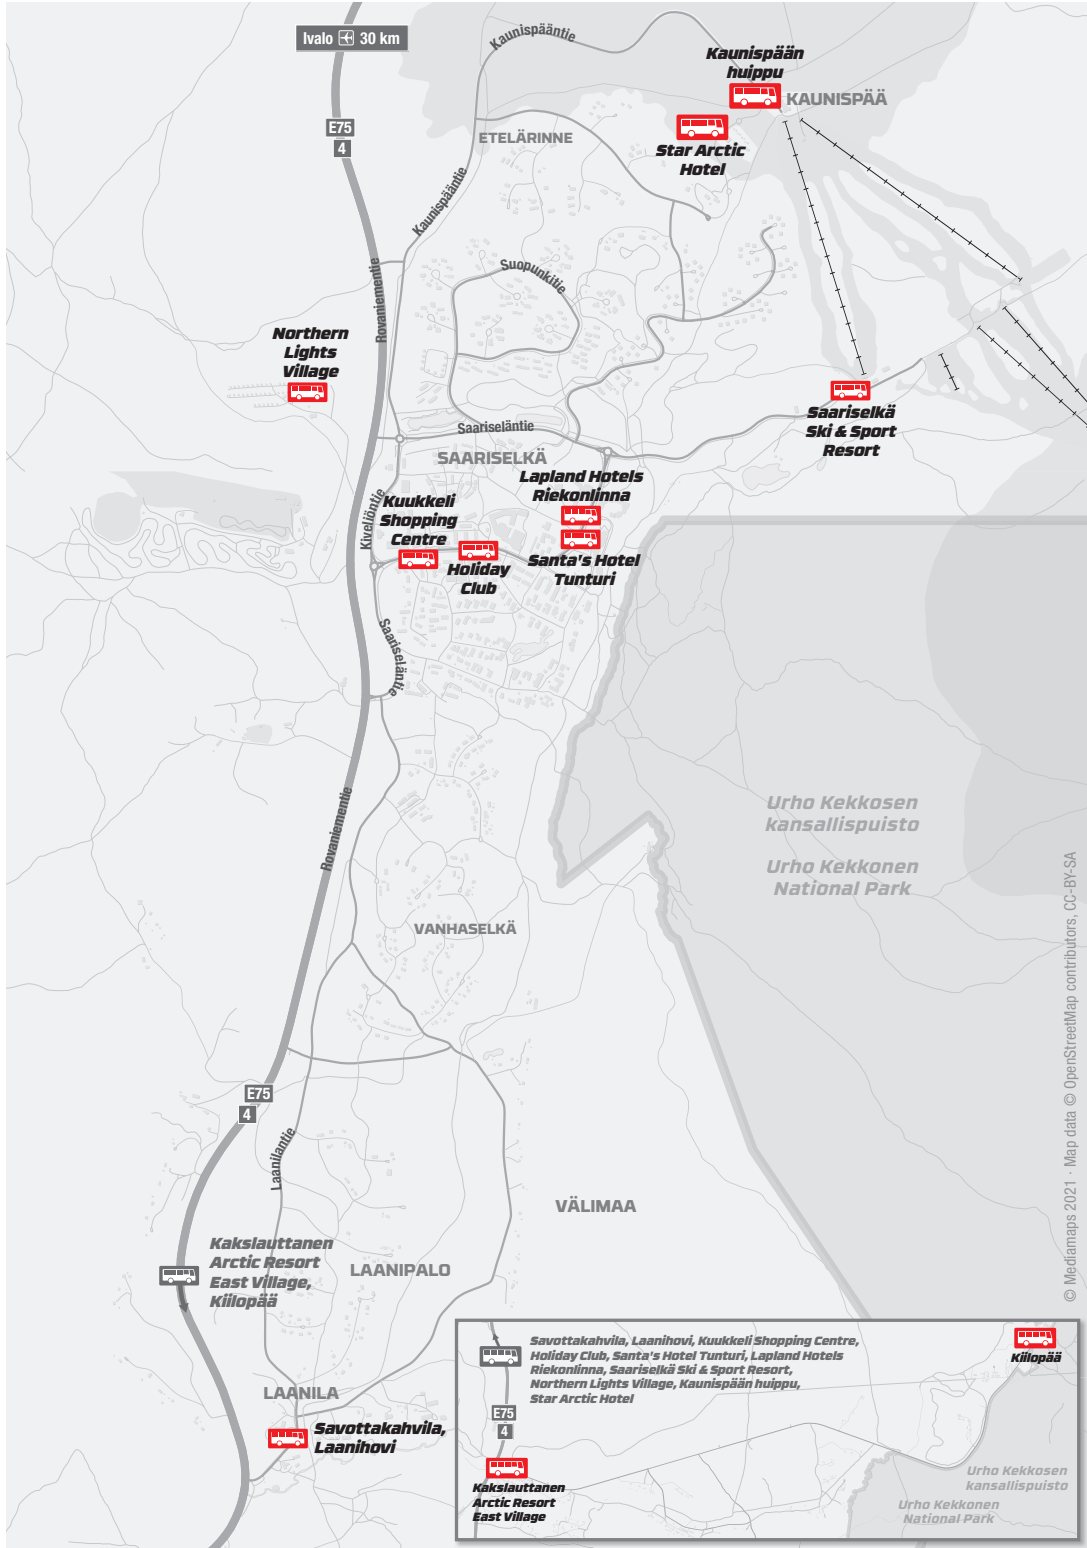 Ivalo 30 km
Kaunispääntie
Kaunispään
huippu
KAUNISPÄÄ
E75
4
ETELÄRINNE
Star Arctic
Hotel
Kaunispääntie
Suopunkitie
Rovaniementie
Northern
Lights
Village
Saariselkä
Ski & Sport
Resort
Saariseläntie
SAARISELKÄ
Lapland Hotels
Riekonlinna
Kuukkeli
Shopping
Centre
Kiveliöntie
Holiday
Club
Santa's Hotel
Tunturi
Saariseläntie
Rovaniementie
Urho Kekkosen
kansallispuisto
Urho Kekkonen
National Park
VANHASELKÄ
E75
4
Laanilantie
VÄLIMAA
Kakslauttanen
Arctic Resort
East Village,
Kiilopää
LAANIPALO
LAANILA
Savottakahvila,
Laanihovi
Savottakahvila, Laanihovi, Kuukkeli Shopping Centre,
Holiday Club, Santa's Hotel Tunturi, Lapland Hotels
Riekonlinna, Saariselkä Ski & Sport Resort,
Northern Lights Village, Kaunispään huippu,
Star Arctic Hotel
Kiilopää
E75
4
Kakslauttanen
Arctic Resort
East Village
Urho Kekkosen
kansallispuisto
Urho Kekkonen
National Park
© Mediamaps 2021 · Map data © OpenStreetMap contributors, CC-BY-SA